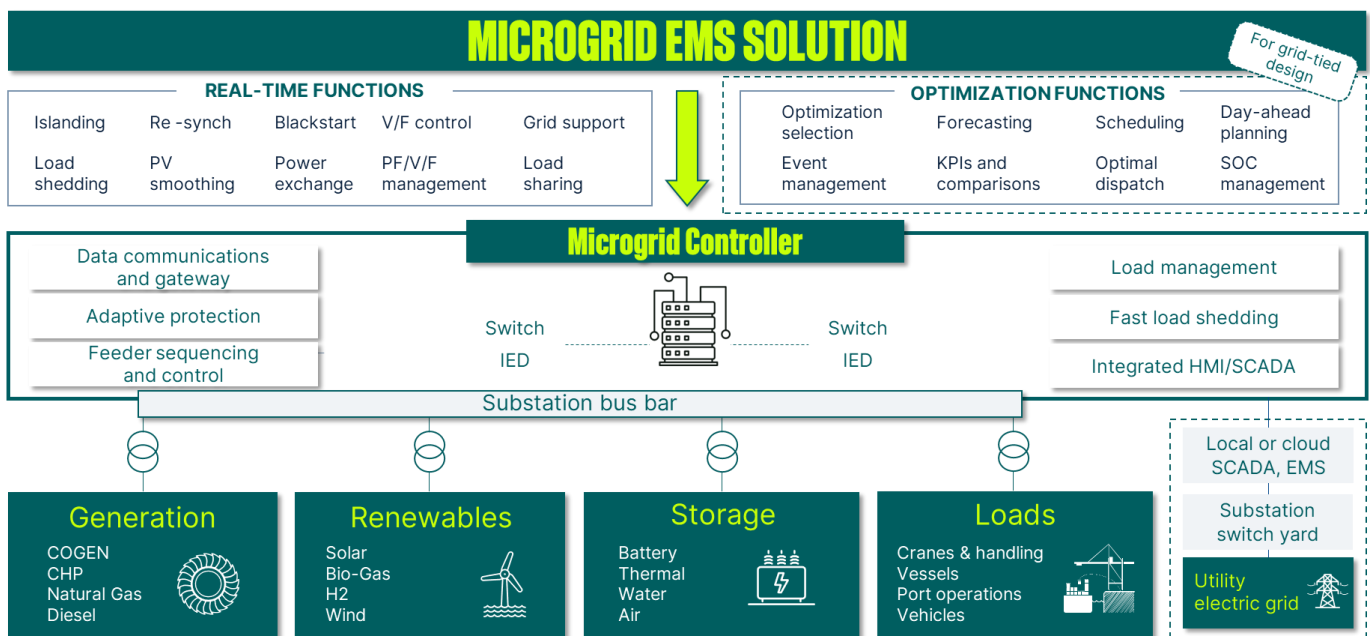 MICROGRID EMS SOLUTION
For grid-tied
design
REAL-TIME FUNCTIONS
Islanding
Re -synch
Blackstart
V/F control
Grid support
Load
shedding
PV
smoothing
Power
exchange
PF/V/F
management
Load
sharing
OPTIMIZATION FUNCTIONS
Optimization
selection
Forecasting
Scheduling
Day-ahead
planning
Event
management
KPIs and
comparisons
Optimal
dispatch
SOC
management
Microgrid Controller
Data communications
and gateway
Adaptive protection
Feeder sequencing
and control
Switch
IED
Switch
IED
Load management
Fast load shedding
Integrated HMI/SCADA
Substation bus bar
Generation
COGEN
CHP
Natural Gas
Diesel
Renewables
Solar
Bio-Gas
H2
Wind
Storage
Battery
Thermal
Water
Air
Loads
Cranes & handling
Vessels
Port operations
Vehicles
Local or cloud
SCADA, EMS
Substation
switch yard
Utility
electric grid